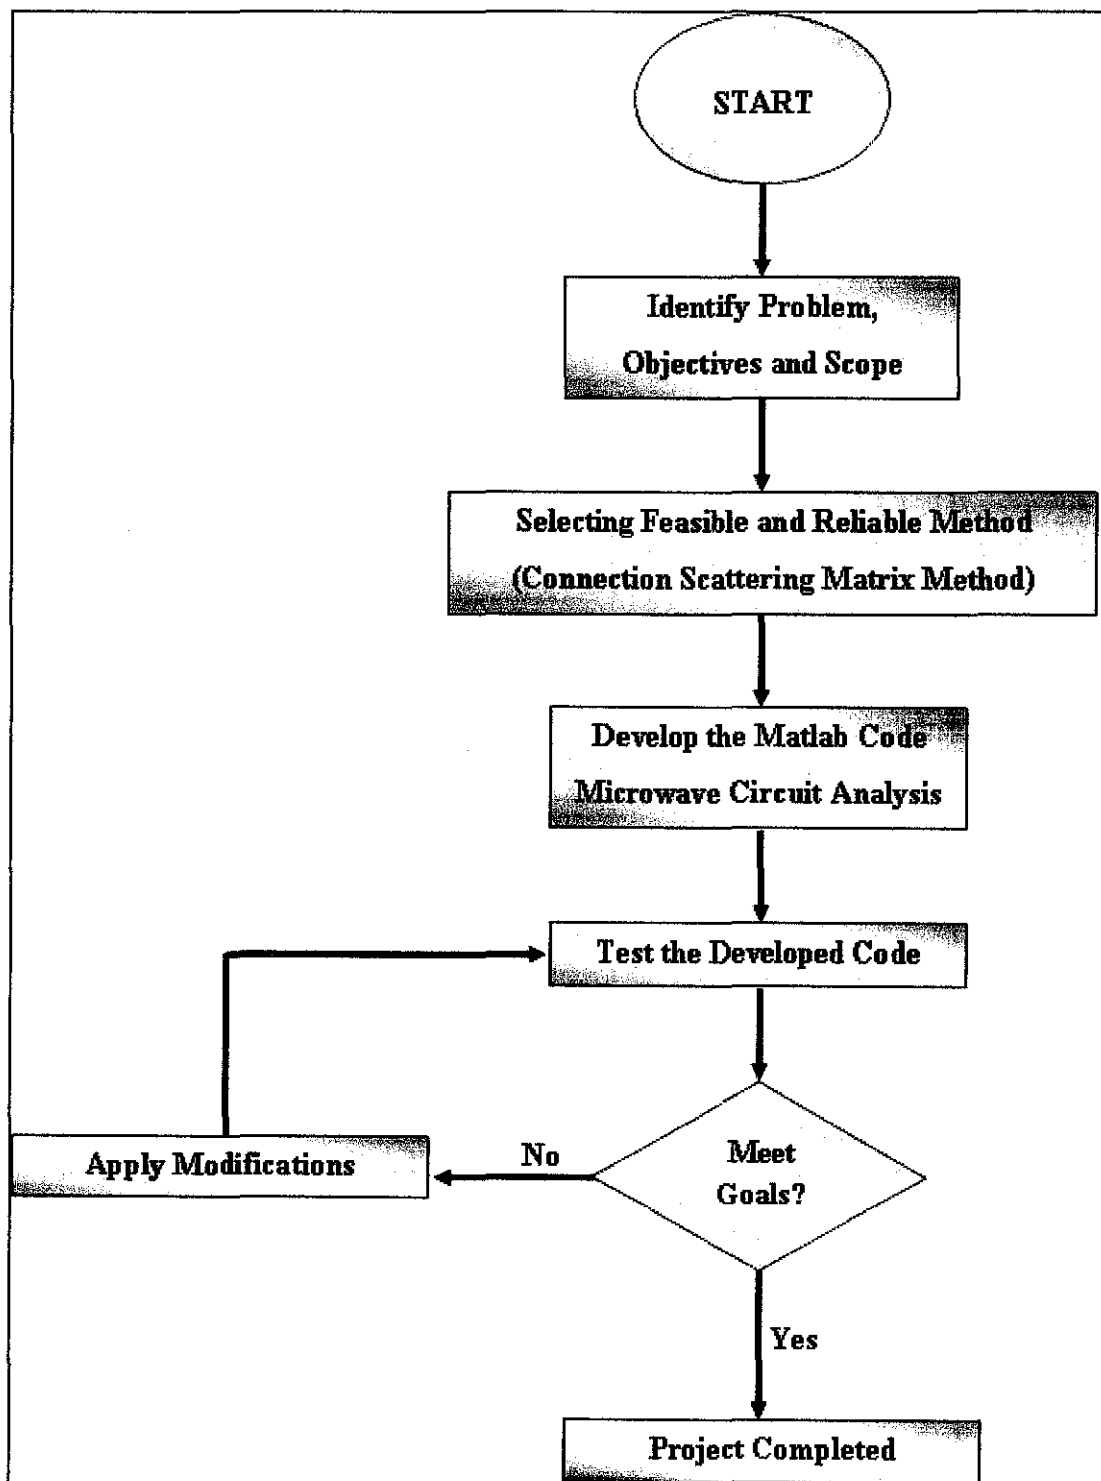 START
Identify Problem,
Objectives and Scope
Selecting Feasible and Reliable Method
(Connection Scattering Matrix Method)
Develop the Matlab Code
Microwave Circuit Analysis
Test the Developed Code
Meet
Goals?
No
Apply Modifications
Yes
Project Completed